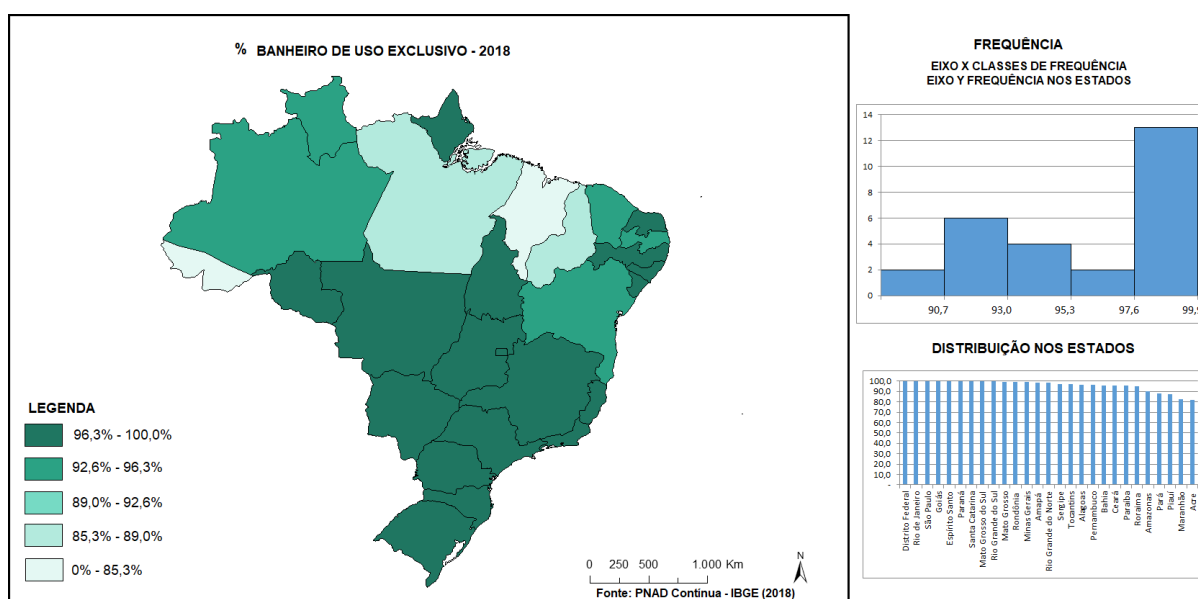 % BANHEIRO DE USO EXCLUSIVO - 2018
LEGENDA
96,3% - 100,0%
92,6% - 96,3%
89,0% - 92,6%
85,3% - 89,0%
0% - 85,3%
0 250 500 1.000 Km
N
Fonte: PNAD Contínua - IBGE (2018)
FREQUÊNCIA
EIXO X CLASSES DE FREQUÊNCIA
EIXO Y FREQUÊNCIA NOS ESTADOS
14
12
10
8
6
4
2
0
90,7 93,0 95,3 97,6 99,9
DISTRIBUIÇÃO NOS ESTADOS
100,0
90,0
80,0
70,0
60,0
50,0
40,0
30,0
20,0
10,0
-
Distrito Federal
Rio de Janeiro
São Paulo
Goiás
Espírito Santo
Paraná
Santa Catarina
Mato Grosso do Sul
Rio Grande do Sul
Mato Grosso
Rondônia
Minas Gerais
Amapá
Rio Grande do Norte
Sergipe
Tocantins
Alagoas
Pernambuco
Bahia
Ceará
Paraíba
Roraima
Amazonas
Pará
Piauí
Maranhão
Acre